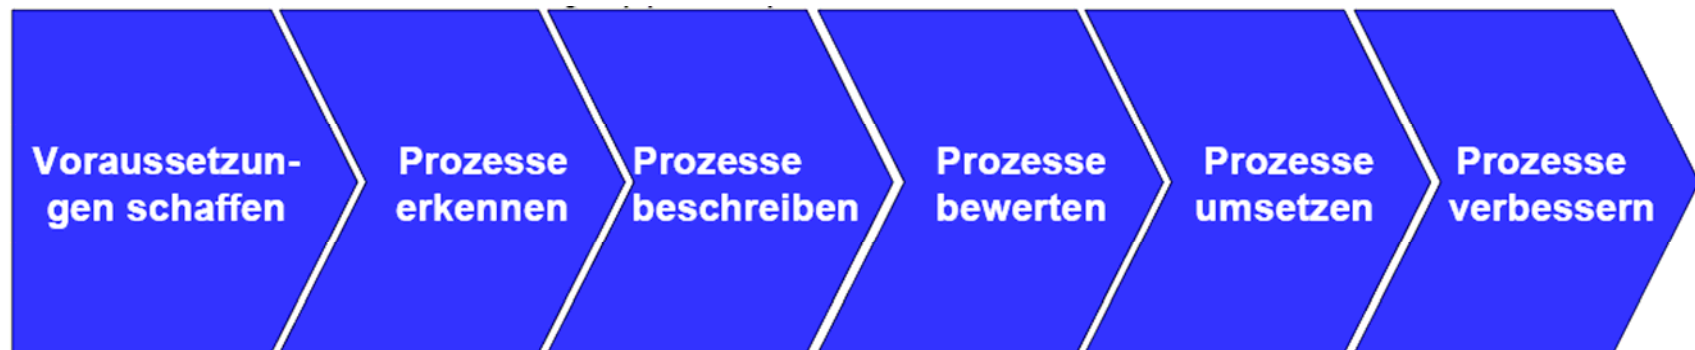 Voraussetzun-
gen schaffen
Prozesse
erkennen
Prozesse
beschreiben
Prozesse
bewerten
Prozesse
umsetzen
Prozesse
verbessern